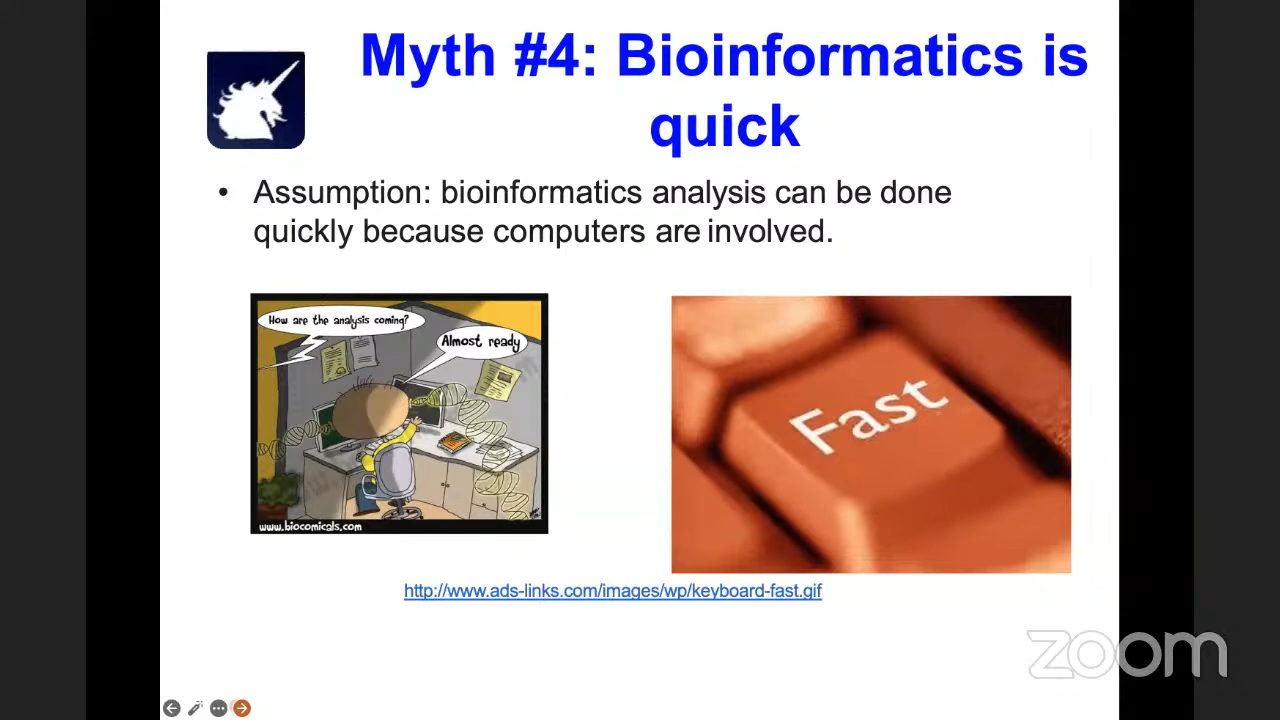 Myth #4: Bioinformatics is
quick
• Assumption: bioinformatics analysis can be done
quickly because computers are involved.
How are the analysis coming?
Almost ready
www.biocomicals.com
Fast
http://www.ads-links.com/images/wp/keyboard-fast.gif
zoom